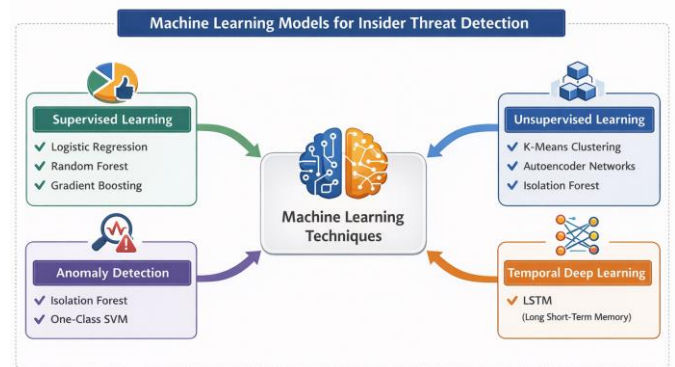 Machine Learning Models for Insider Threat Detection
Supervised Learning
Logistic Regression
Random Forest
Gradient Boosting
Unsupervised Learning
K-Means Clustering
Autoencoder Networks
Isolation Forest
Machine Learning
Techniques
Anomaly Detection
Isolation Forest
One-Class SVM
Temporal Deep Learning
LSTM
(Long Short-Term Memory)